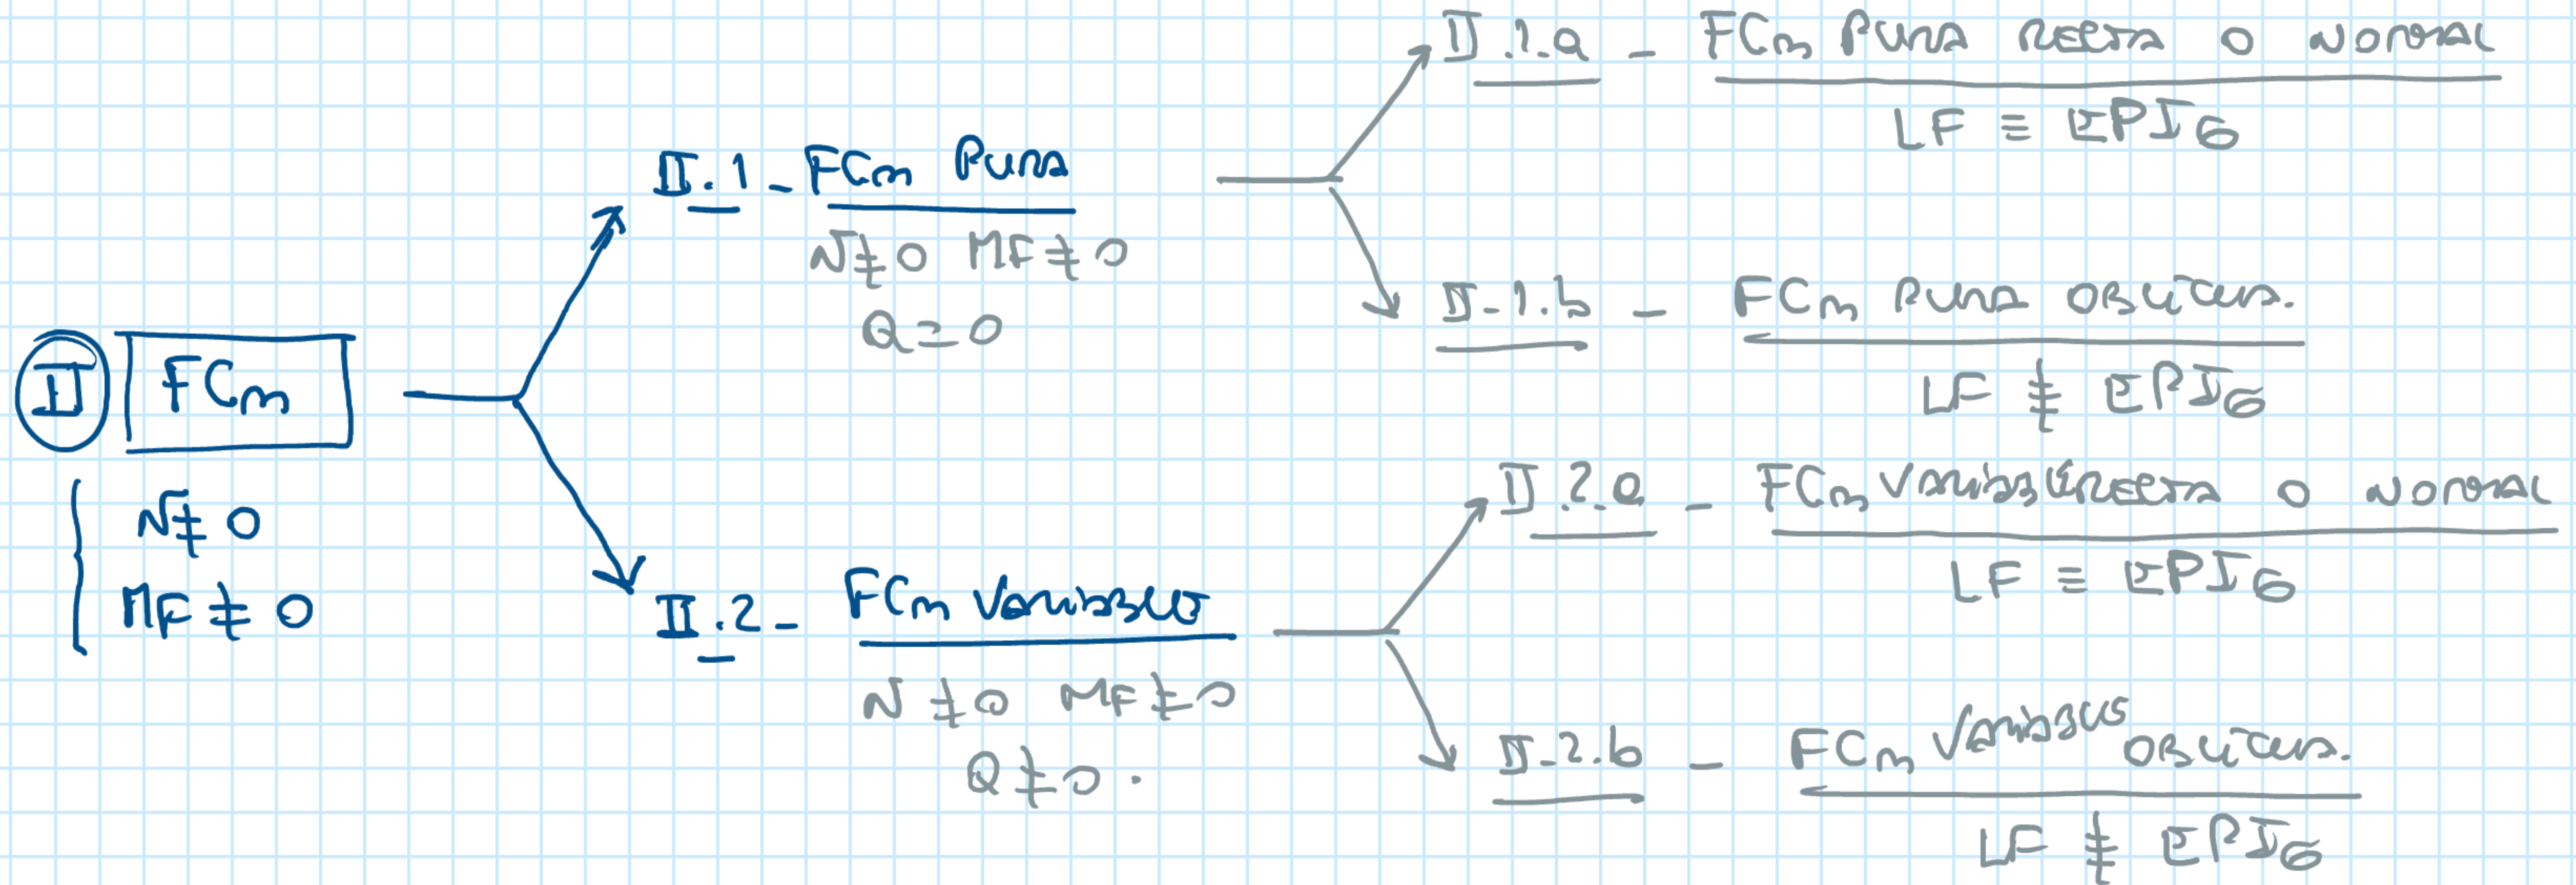 II FCm
N ≠ 0
MF ≠ 0
II.1 - FCm PURA
N ≠ 0 MF ≠ 0
Q = 0
II.2 - FCm VARIABLE
N ≠ 0 MF ≠ 0
Q ≠ 0.
II.1.a - FCm PURA RECTA O NORMAL
LF ≡ EPIG
II-1.b - FCm PURA OBLICUA.
LF ≢ EPIG
II.2.a - FCm VARIABLE RECTA O NORMAL
LF ≡ EPIG
II-2.b - FCm VARIABLE OBLICUA.
LF ≢ EPIG